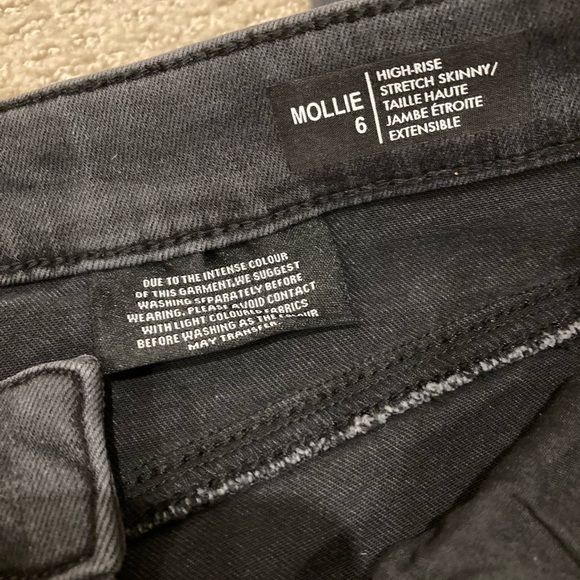 MOLLIE
6
HIGH-RISE
STRETCH SKINNY/
TAILLE HAUTE
JAMBE ÉTROITE
EXTENSIBLE
DUE TO THE INTENSE COLOUR
OF THIS GARMENT,WE SUGGEST
WASHING SEPARATELY BEFORE
WEARING. PLEASE AVOID CONTACT
WITH LIGHT COLOURED FABRICS
BEFORE WASHING AS THE COLOUR
MAY TRANSFER.